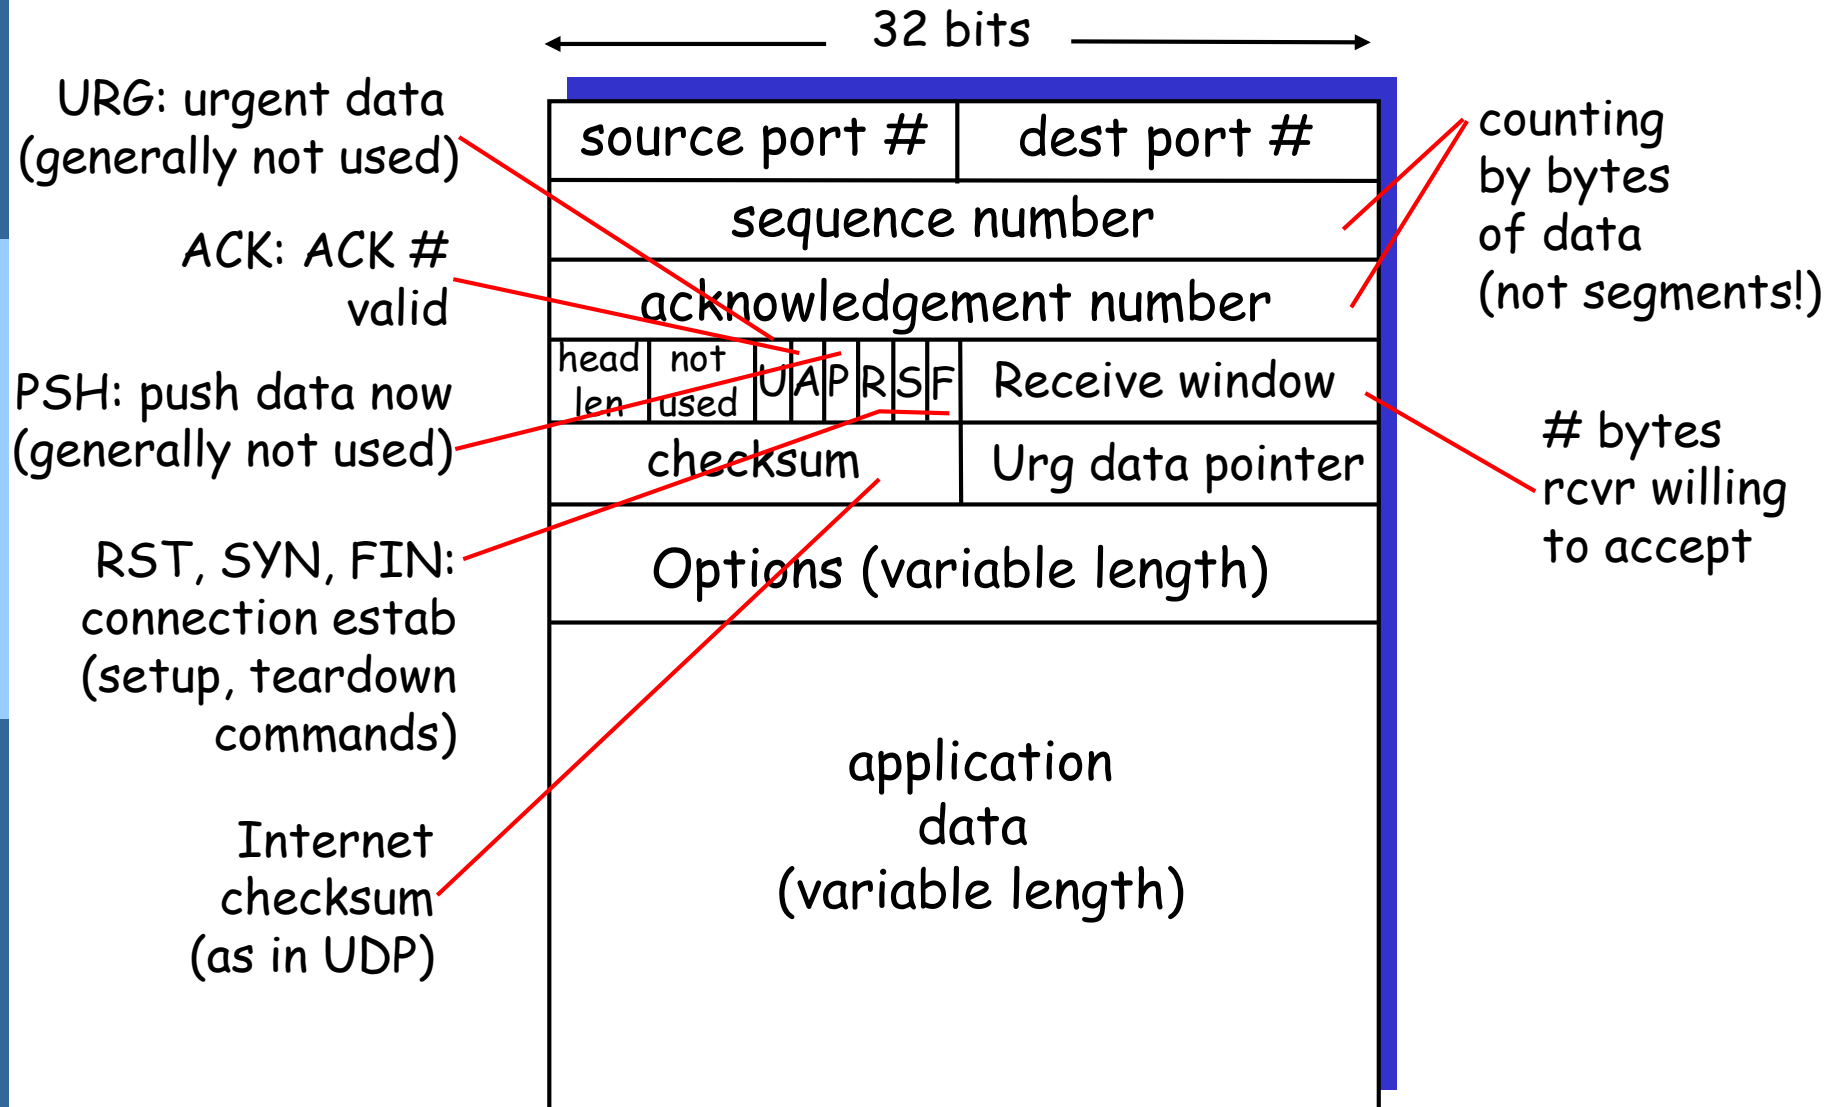 32 bits
URG: urgent data
(generally not used)
ACK: ACK #
valid
PSH: push data now
(generally not used)
RST, SYN, FIN:
connection estab
(setup, teardown
commands)
Internet
checksum
(as in UDP)
source port # dest port #
sequence number
acknowledgement number
head
len
not
used
U A P R S F Receive window
checksum Urg data pointer
Options (variable length)
application
data
(variable length)
counting
by bytes
of data
(not segments!)
# bytes
rcvr willing
to accept